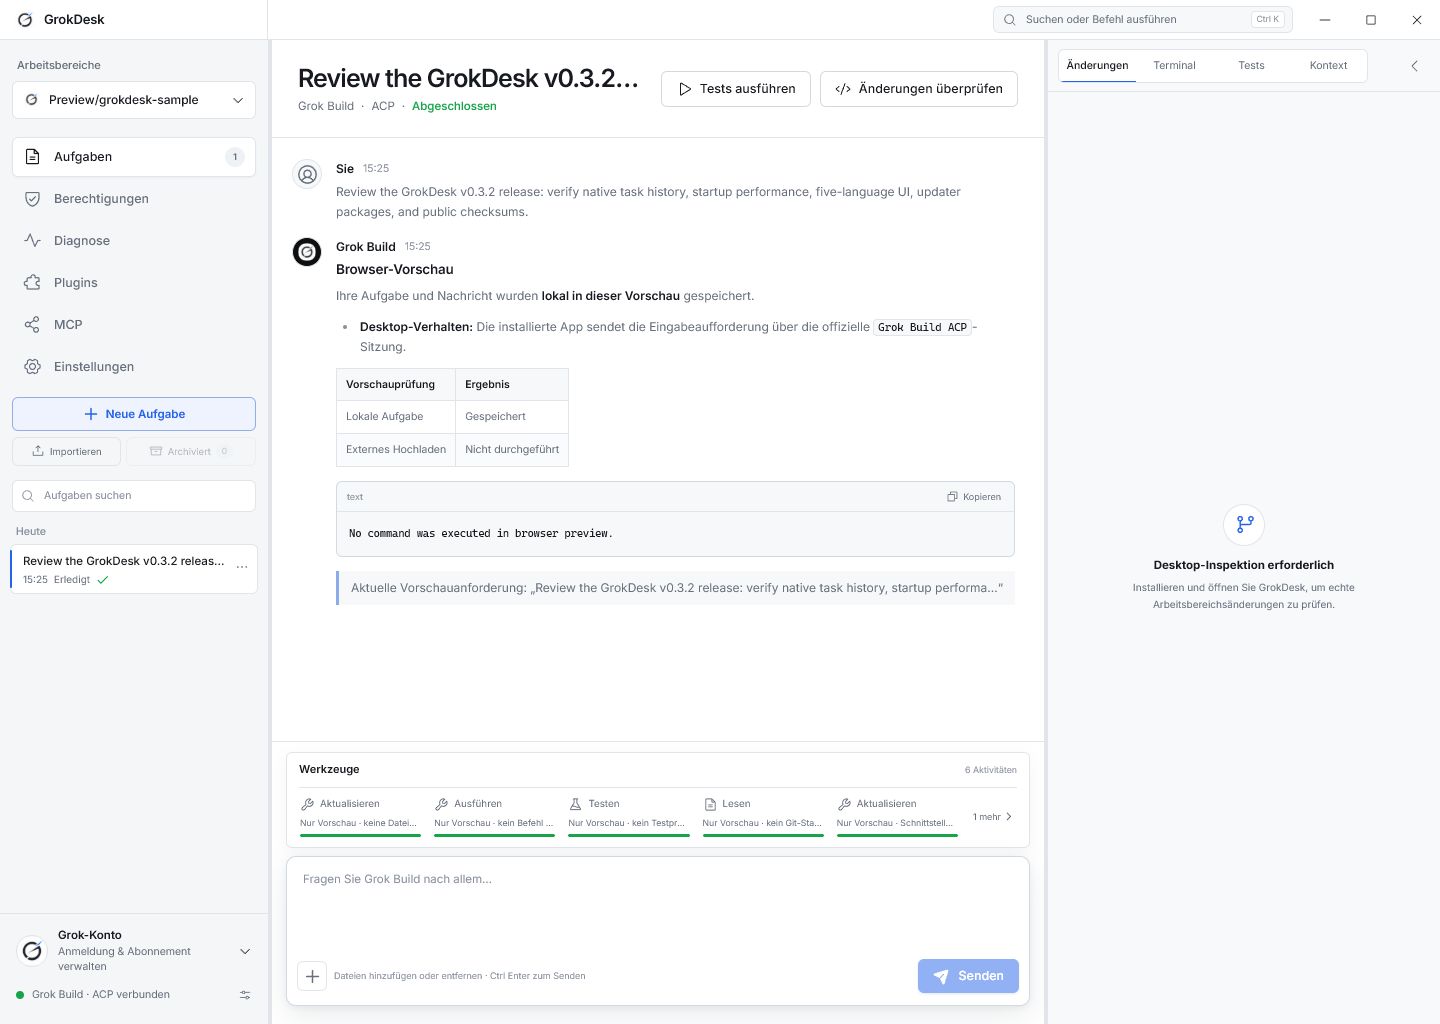 GrokDesk
Suchen oder Befehl ausführen
Ctrl K
Arbeitsbereiche
Preview/grokdesk-sample
Aufgaben
1
Berechtigungen
Diagnose
Plugins
MCP
Einstellungen
Neue Aufgabe
Importieren
Archiviert 0
Aufgaben suchen
Heute
Review the GrokDesk v0.3.2 releas...
15:25 Erledigt
Grok-Konto
Anmeldung & Abonnement
verwalten
Grok Build · ACP verbunden
Review the GrokDesk v0.3.2...
Grok Build · ACP · Abgeschlossen
Tests ausführen
Änderungen überprüfen
Sie 15:25
Review the GrokDesk v0.3.2 release: verify native task history, startup performance, five-language UI, updater
packages, and public checksums.
Grok Build 15:25
Browser-Vorschau
Ihre Aufgabe und Nachricht wurden lokal in dieser Vorschau gespeichert.
• Desktop-Verhalten: Die installierte App sendet die Eingabeaufforderung über die offizielle Grok Build ACP-
Sitzung.
Vorschauprüfung Ergebnis
Lokale Aufgabe Gespeichert
Externes Hochladen Nicht durchgeführt
text
Kopieren
No command was executed in browser preview.
Aktuelle Vorschauanforderung: „Review the GrokDesk v0.3.2 release: verify native task history, startup performa...“
Werkzeuge
6 Aktivitäten
Aktualisieren
Nur Vorschau · keine Datei...
Ausführen
Nur Vorschau · kein Befehl ...
Testen
Nur Vorschau · kein Testpr...
Lesen
Nur Vorschau · kein Git-Sta...
Aktualisieren
Nur Vorschau · Schnittstell...
1 mehr
Fragen Sie Grok Build nach allem...
Dateien hinzufügen oder entfernen · Ctrl Enter zum Senden
Senden
Änderungen
Terminal
Tests
Kontext
Desktop-Inspektion erforderlich
Installieren und öffnen Sie GrokDesk, um echte
Arbeitsbereichsänderungen zu prüfen.